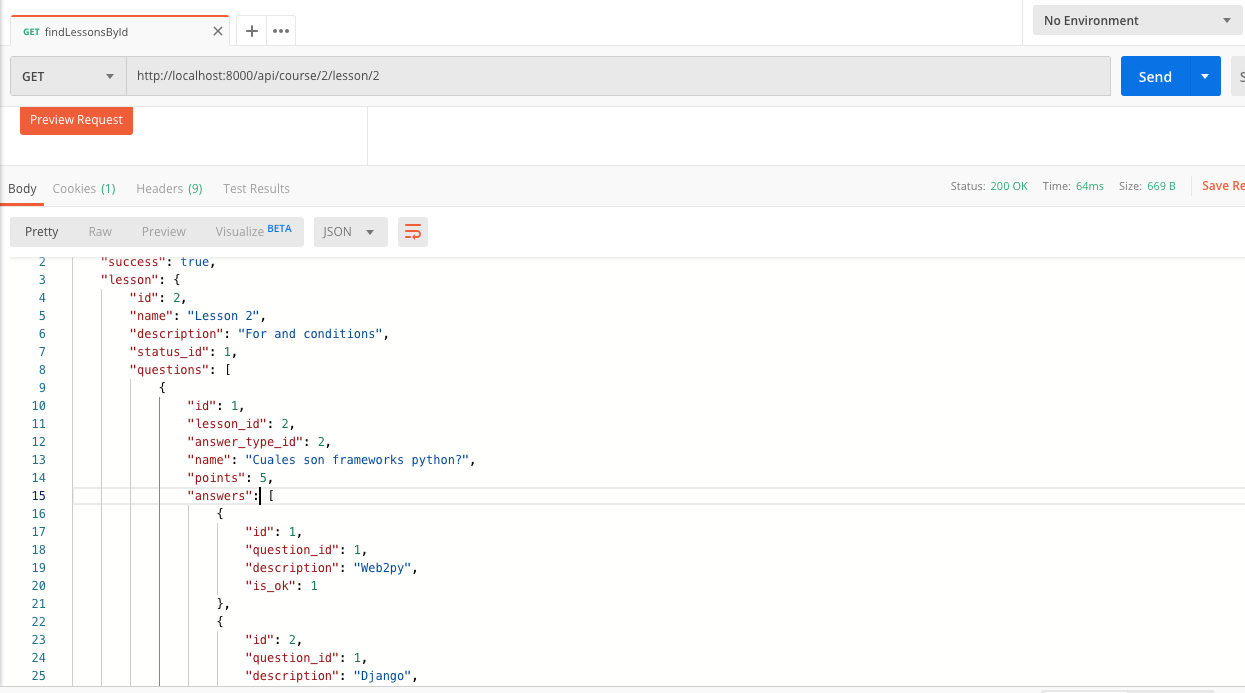 GET findLessonsById
No Environment
GET http://localhost:8000/api/course/2/lesson/2 Send
Preview Request
Body Cookies (1) Headers (9) Test Results Status: 200 OK Time: 64ms Size: 669 B Save Re
Pretty Raw Preview Visualize BETA JSON
2 "success": true,
3 "lesson": {
4 "id": 2,
5 "name": "Lesson 2",
6 "description": "For and conditions",
7 "status_id": 1,
8 "questions": [
9 {
10 "id": 1,
11 "lesson_id": 2,
12 "answer_type_id": 2,
13 "name": "Cuales son frameworks python?",
14 "points": 5,
15 "answers": [
16 {
17 "id": 1,
18 "question_id": 1,
19 "description": "Web2py",
20 "is_ok": 1
21 },
22 {
23 "id": 2,
24 "question_id": 1,
25 "description": "Django",